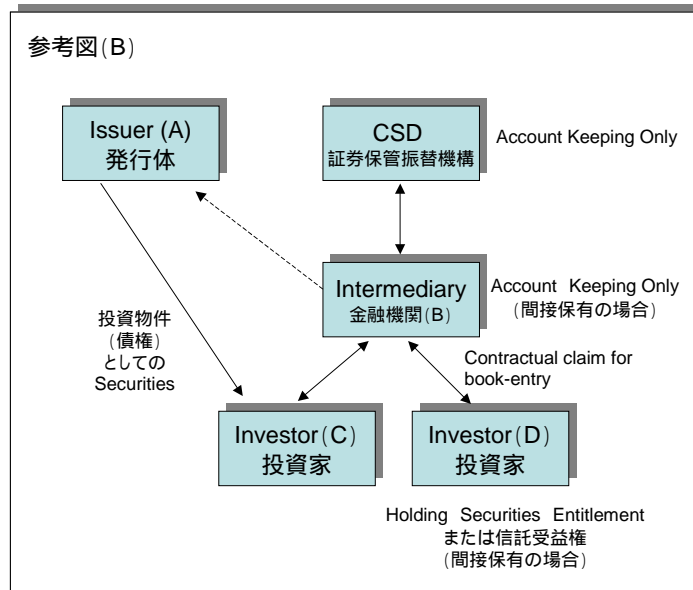 参考図(B)
Issuer (A)
発行体
CSD
証券保管振替機構
Account Keeping Only
Intermediary
金融機関(B)
Account Keeping Only
(間接保有の場合)
投資物件
(債権)
としての
Securities
Contractual claim for
book-entry
Investor(C)
投資家
Investor(D)
投資家
Holding Securities Entitlement
または信託受益権
(間接保有の場合)